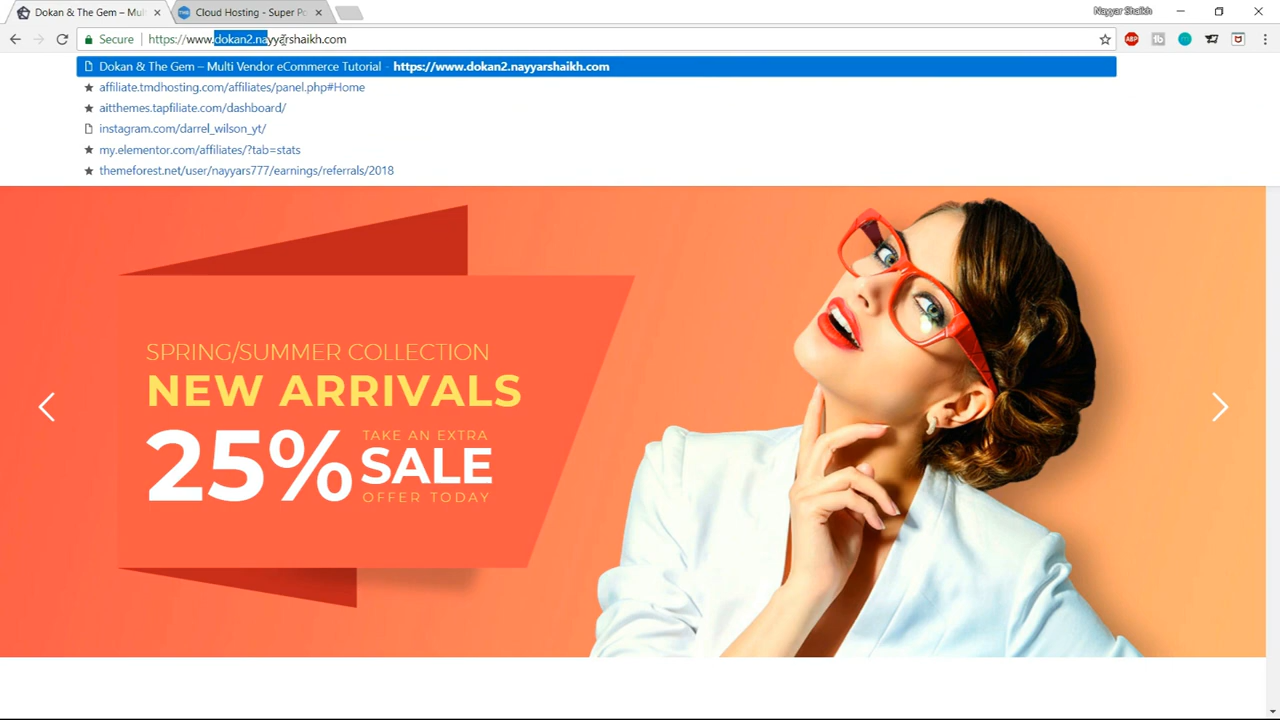 Dokan & The Gem – Mul
Cloud Hosting - Super Po
Nayyar Shaikh
Secure
https://www.dokan2.nayyarshaikh.com
ABP
Dokan & The Gem – Multi Vendor eCommerce Tutorial - https://www.dokan2.nayyarshaikh.com
affiliate.tmdhosting.com/affiliates/panel.php#Home
aitthemes.tapfiliate.com/dashboard/
instagram.com/darrel_wilson_yt/
my.elementor.com/affiliates/?tab=stats
themeforest.net/user/nayyars777/earnings/referrals/2018
SPRING/SUMMER COLLECTION
NEW ARRIVALS
25%
TAKE AN EXTRA
SALE
OFFER TODAY